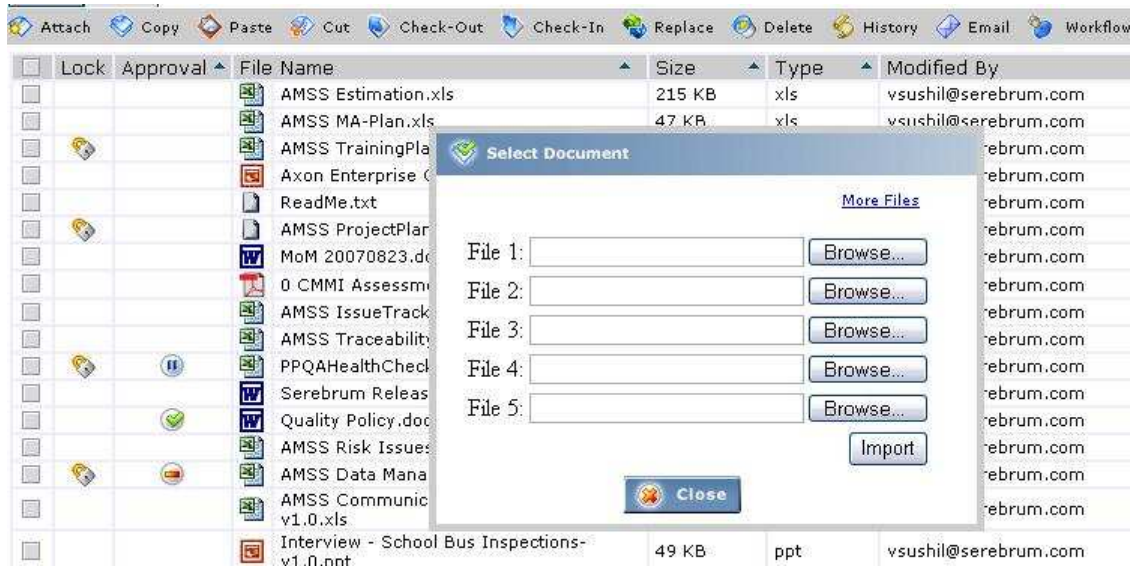 Attach Copy Paste Cut Check-Out Check-In Replace Delete History Email Workflow
Lock Approval File Name Size Type Modified By
AMSS Estimation.xls 215 KB xls vsushil@serebrum.com
AMSS MA-Plan.xls 47 KB xls vsushil@serebrum.com
AMSS TrainingPla rebrum.com
Axon Enterprise rebrum.com
ReadMe.txt rebrum.com
AMSS ProjectPlan rebrum.com
MoM 20070823.do rebrum.com
0 CMMI Assessm rebrum.com
AMSS IssueTrack rebrum.com
AMSS Traceability rebrum.com
PPQAHealthCheck rebrum.com
Serebrum Releas rebrum.com
Quality Policy.doc rebrum.com
AMSS Risk Issues rebrum.com
AMSS Data Mana rebrum.com
AMSS Communic
v1.0.xls rebrum.com
Interview - School Bus Inspections-
v1.0.ppt 49 KB ppt vsushil@serebrum.com
Select Document
More Files
File 1: Browse...
File 2: Browse...
File 3: Browse...
File 4: Browse...
File 5: Browse...
Import
Close